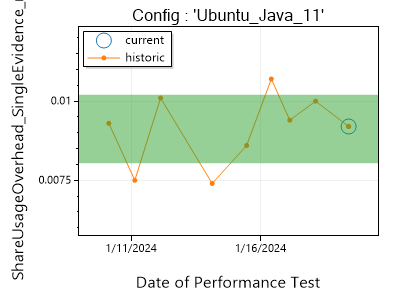 Config : 'Ubuntu_Java_11'
current
historic
ShareUsageOverhead_SingleEvidence_
0.01
0.0075
1/11/2024
1/16/2024
Date of Performance Test